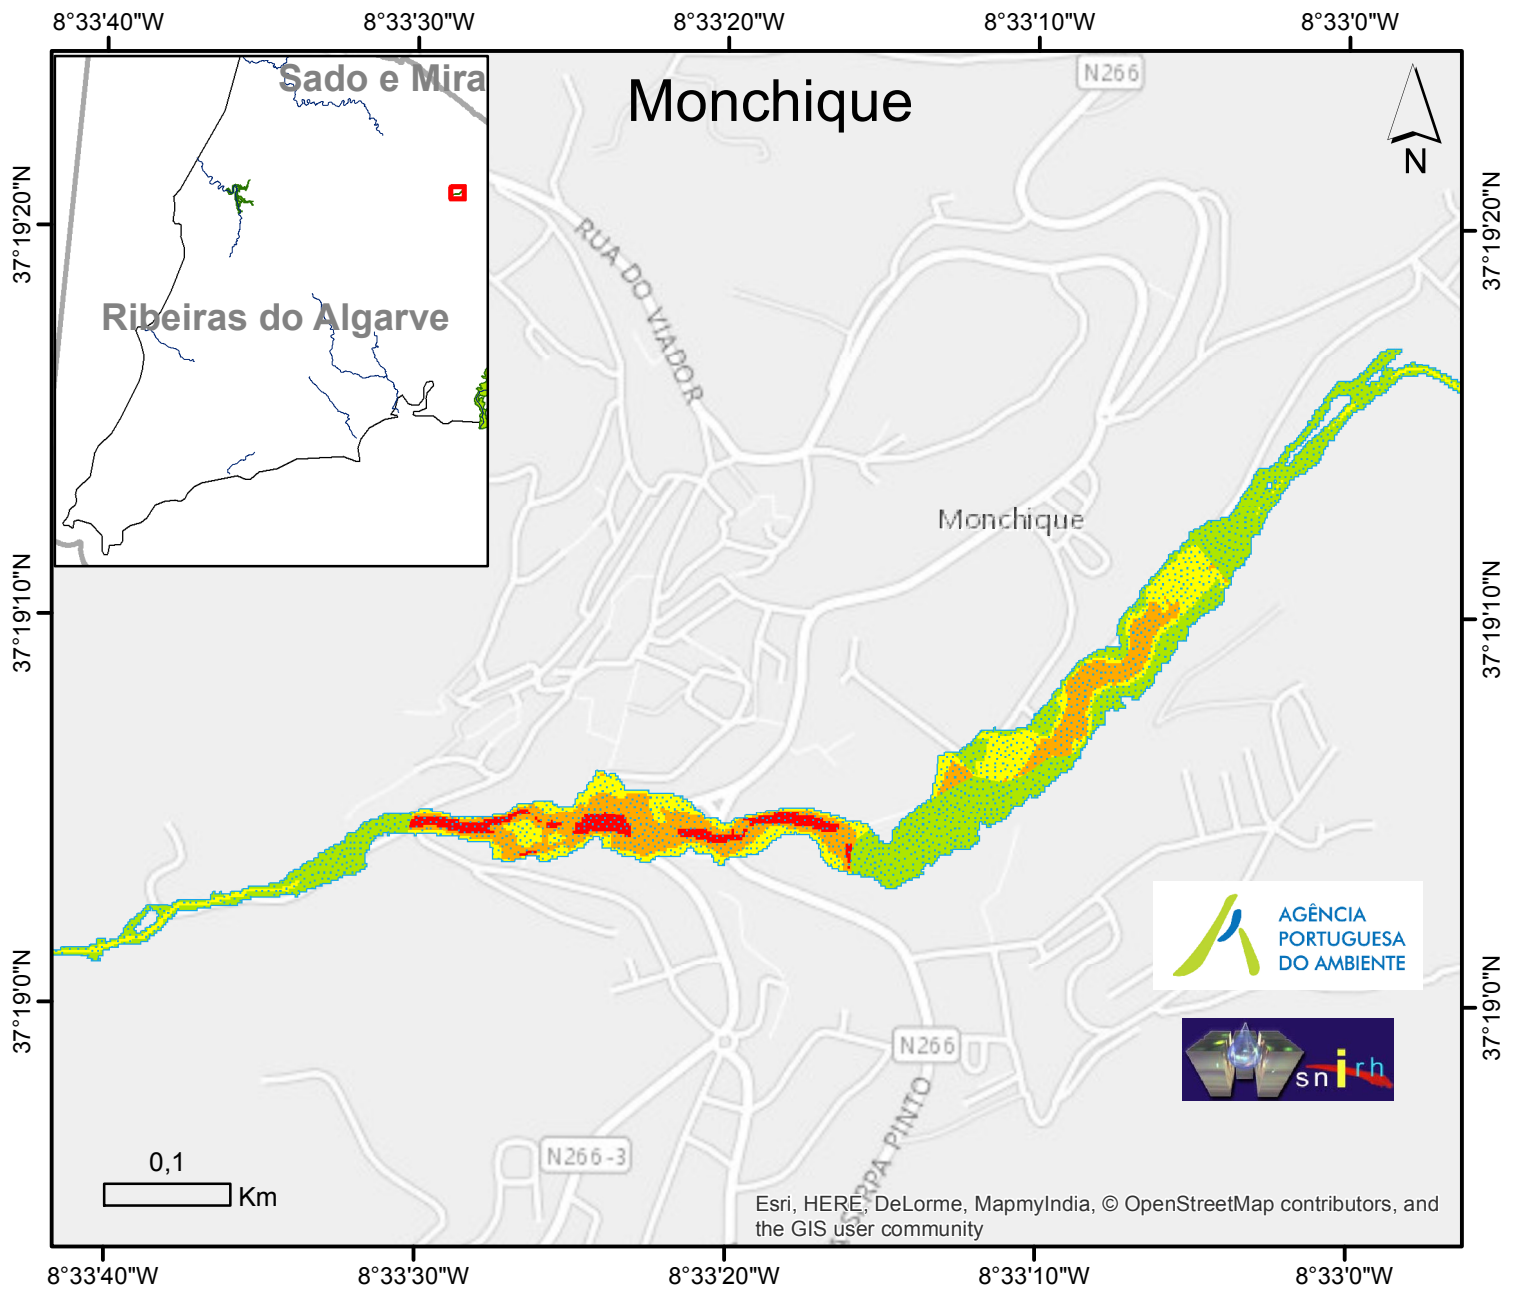 8°33'40"W
8°33'30"W
8°33'20"W
8°33'10"W
8°33'0"W
Monchique
N266
N
Sado e Mira
Ribeiras do Algarve
37°19'20"N
37°19'20"N
RUA DO VIADOR
Monchique
37°19'10"N
37°19'10"N
AGÊNCIA
PORTUGUESA
DO AMBIENTE
37°19'0"N
37°19'0"N
N266
snirh
SERPA PINTO
N266-3
0,1
Km
Esri, HERE, DeLorme, MapmyIndia, © OpenStreetMap contributors, and
the GIS user community
8°33'40"W
8°33'30"W
8°33'20"W
8°33'10"W
8°33'0"W